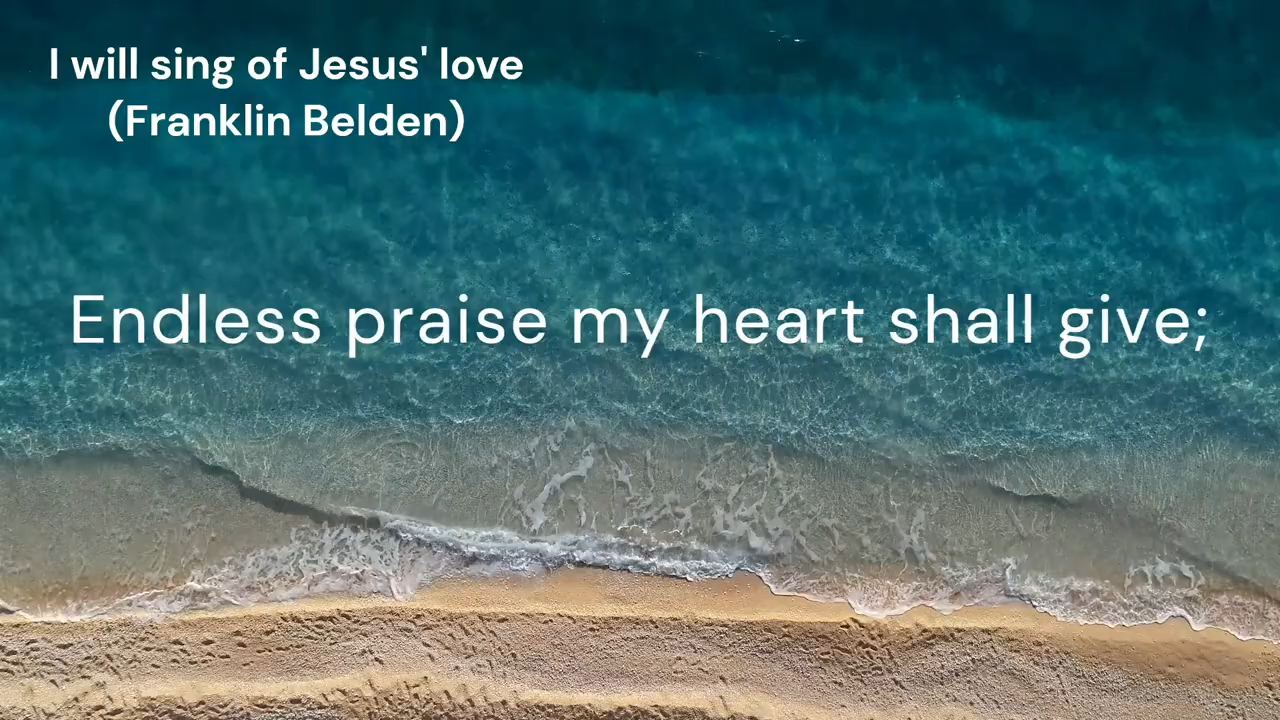 I will sing of Jesus' love
(Franklin Belden)
Endless praise my heart shall give;